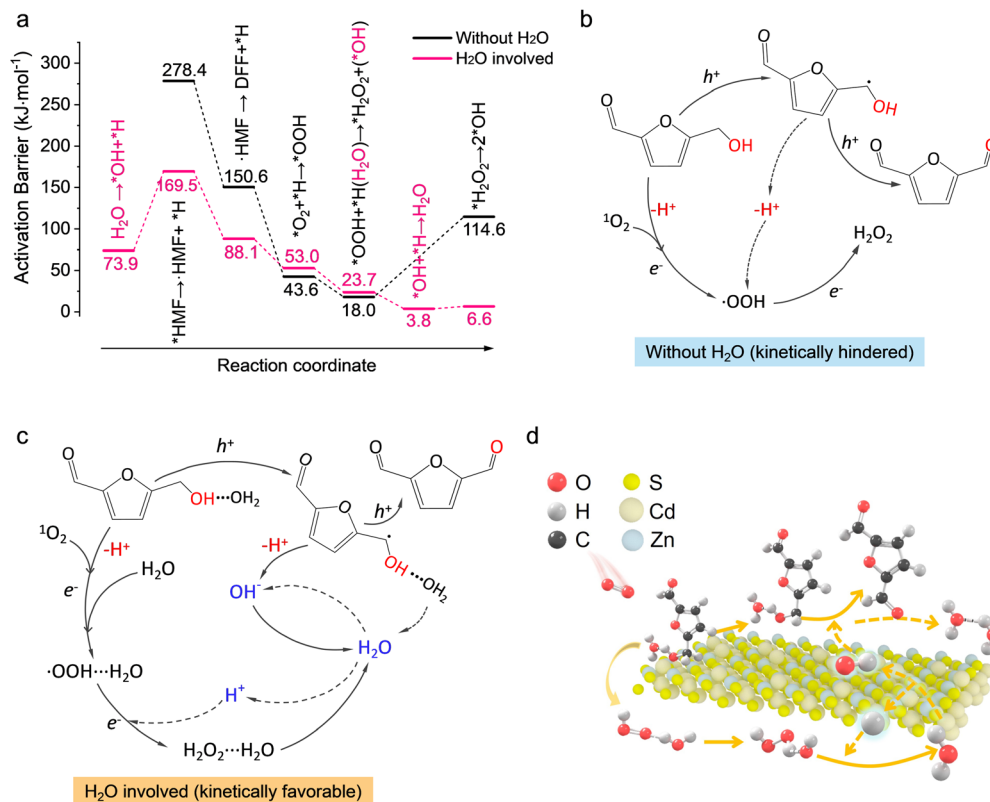 a
Without H₂O
H₂O involved
Activation Barrier (kJ·mol⁻¹)
300
250
200
150
100
50
0
H₂O→*OH+*H
73.9
278.4
169.5
*HMF→·HMF+ *H
·HMF→DFF+*H
150.6
88.1
*O₂+*H→*OOH
53.0
43.6
*OOH+*H(H₂O)→*H₂O₂+(*OH)
23.7
18.0
*OH+*H→H₂O
3.8
*H₂O₂→2*OH
114.6
6.6
Reaction coordinate
b
O
O
OH
h⁺
O
O
OH
h⁺
O
O
O
-H⁺
-H⁺
¹O₂
e⁻
·OOH
e⁻
H₂O₂
Without H₂O (kinetically hindered)
c
O
O
OH···OH₂
h⁺
O
O
OH···OH₂
h⁺
O
O
O
¹O₂
-H⁺
e⁻
H₂O
-H⁺
OH⁻
H₂O
·OOH···H₂O
H⁺
e⁻
H₂O₂···H₂O
H₂O involved (kinetically favorable)
d
O
S
H
Cd
C
Zn